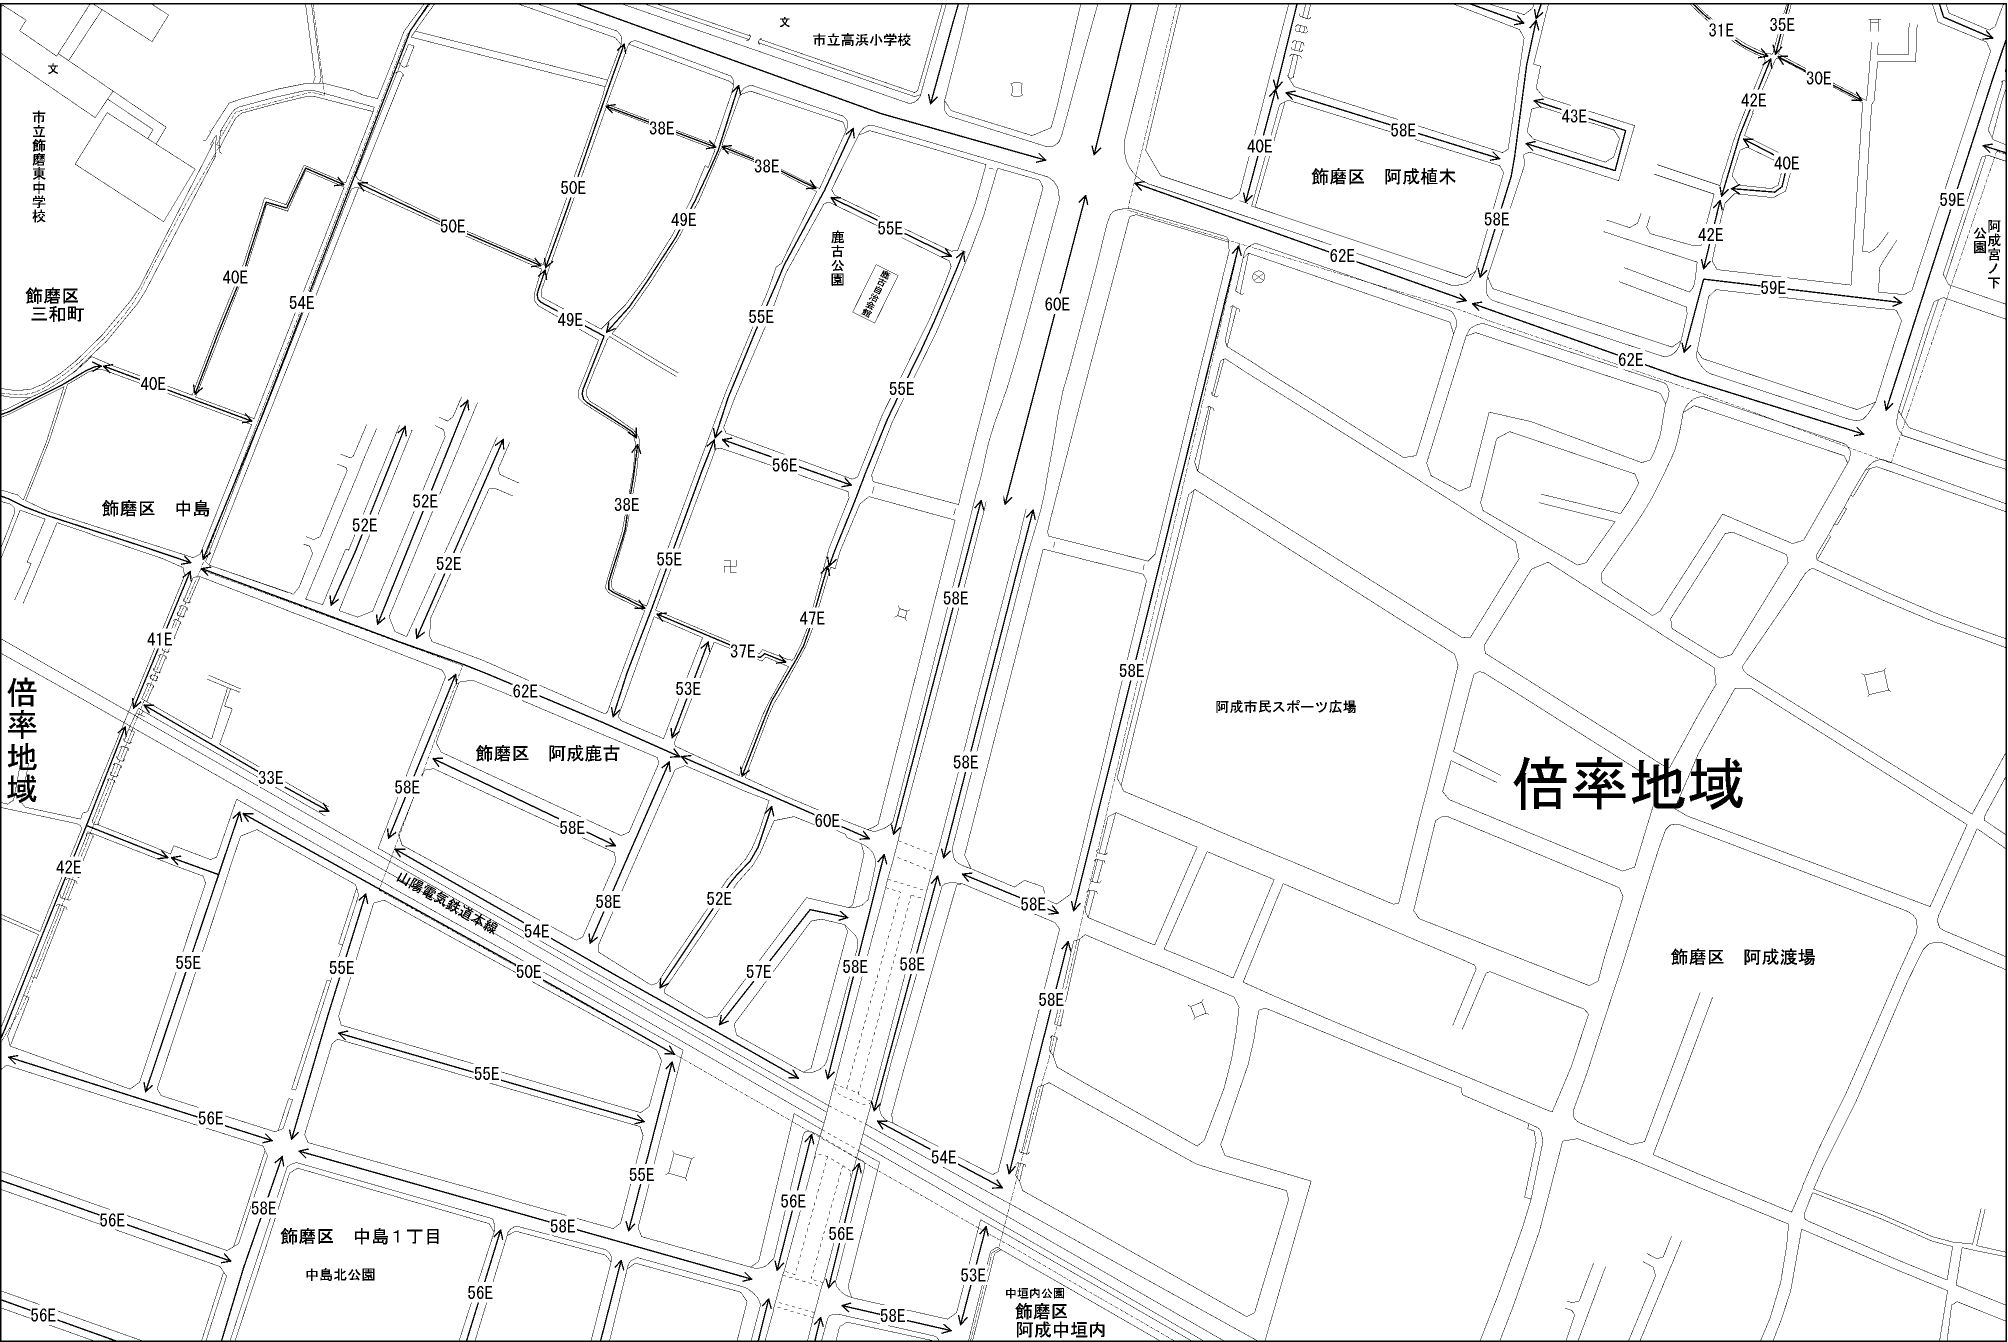 文
市立高浜小学校
35E
31E
文
30E
42E
43E
38E
58E
市立飾磨東中学校
40E
38E
40E
飾磨区　阿成植木
50E
59E
49E
58E
50E
55E
42E
阿成宮ノ下
公園
鹿古公園
62E
40E
59E
鹿古自治会館
飾磨区
三和町
54E
60E
49E
55E
62E
40E
55E
56E
52E
38E
飾磨区　中島
52E
55E
52E
58E
47E
41E
37E
58E
倍率地域
62E
53E
阿成市民スポーツ広場
飾磨区　阿成鹿古
58E
33E
倍率地域
58E
60E
58E
42E
山陽電気鉄道本線
52E
58E
58E
54E
飾磨区　阿成渡場
55E
55E
50E
57E
58E
58E
58E
55E
56E
54E
55E
56E
58E
56E
58E
56E
飾磨区　中島１丁目
中島北公園
53E
56E
中垣内公園
56E
58E
飾磨区
阿成中垣内